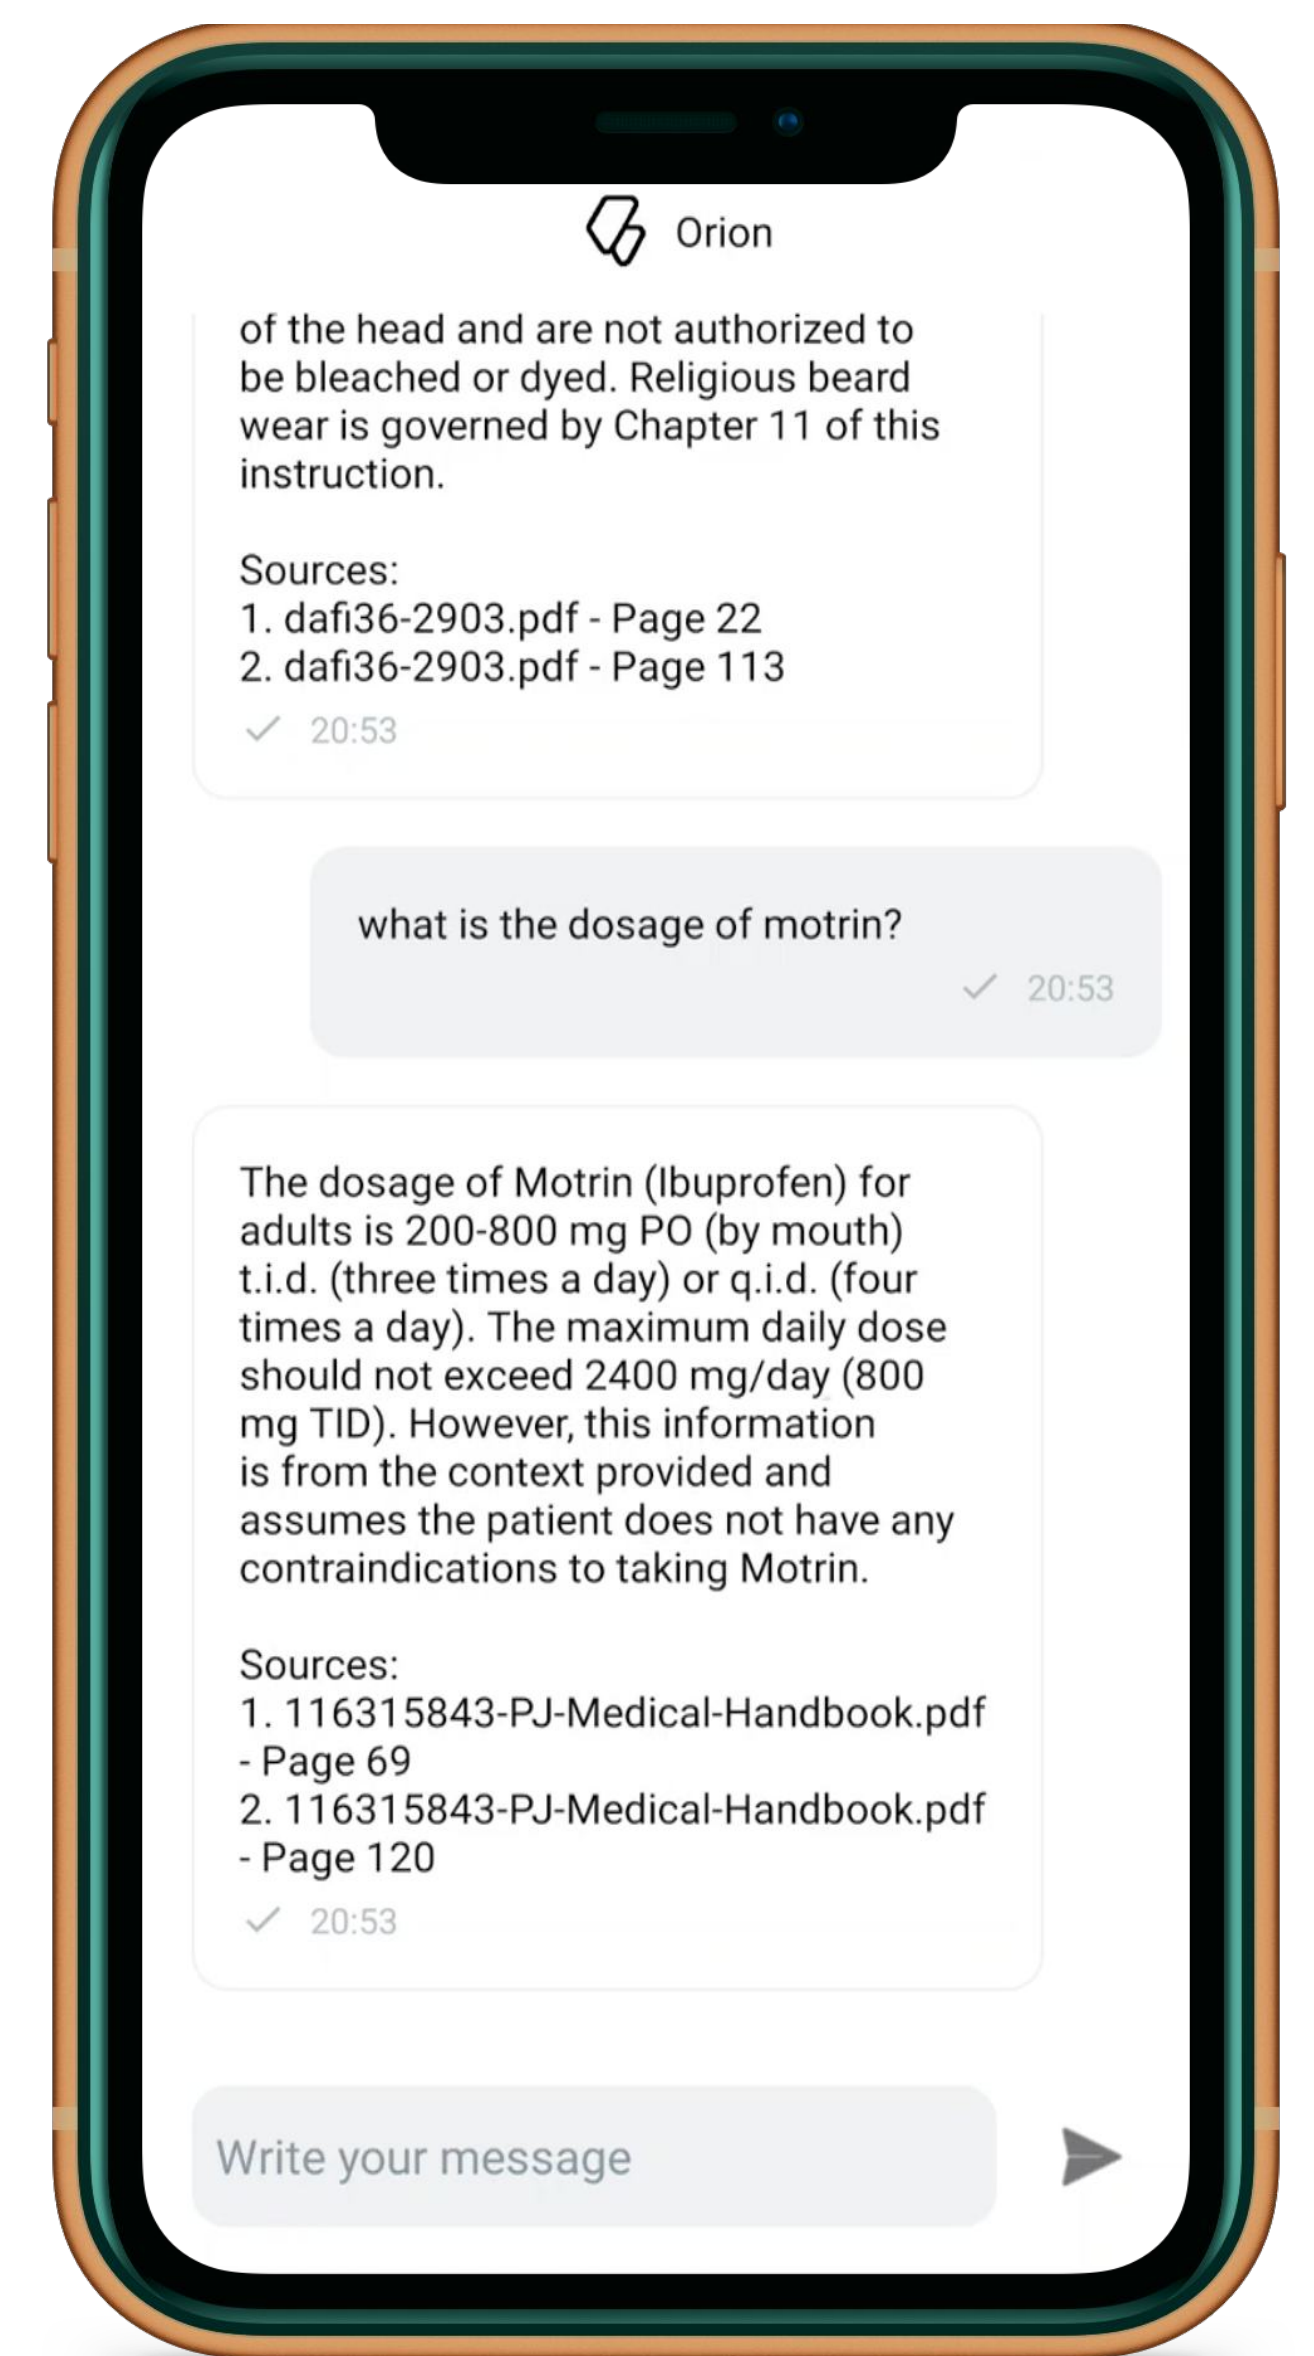 Orion
of the head and are not authorized to
be bleached or dyed. Religious beard
wear is governed by Chapter 11 of this
instruction.
Sources:
1. dafi36-2903.pdf - Page 22
2. dafi36-2903.pdf - Page 113
20:53
what is the dosage of motrin?
20:53
The dosage of Motrin (Ibuprofen) for
adults is 200-800 mg PO (by mouth)
t.i.d. (three times a day) or q.i.d. (four
times a day). The maximum daily dose
should not exceed 2400 mg/day (800
mg TID). However, this information
is from the context provided and
assumes the patient does not have any
contraindications to taking Motrin.
Sources:
1. 116315843-PJ-Medical-Handbook.pdf
- Page 69
2. 116315843-PJ-Medical-Handbook.pdf
- Page 120
20:53
Write your message